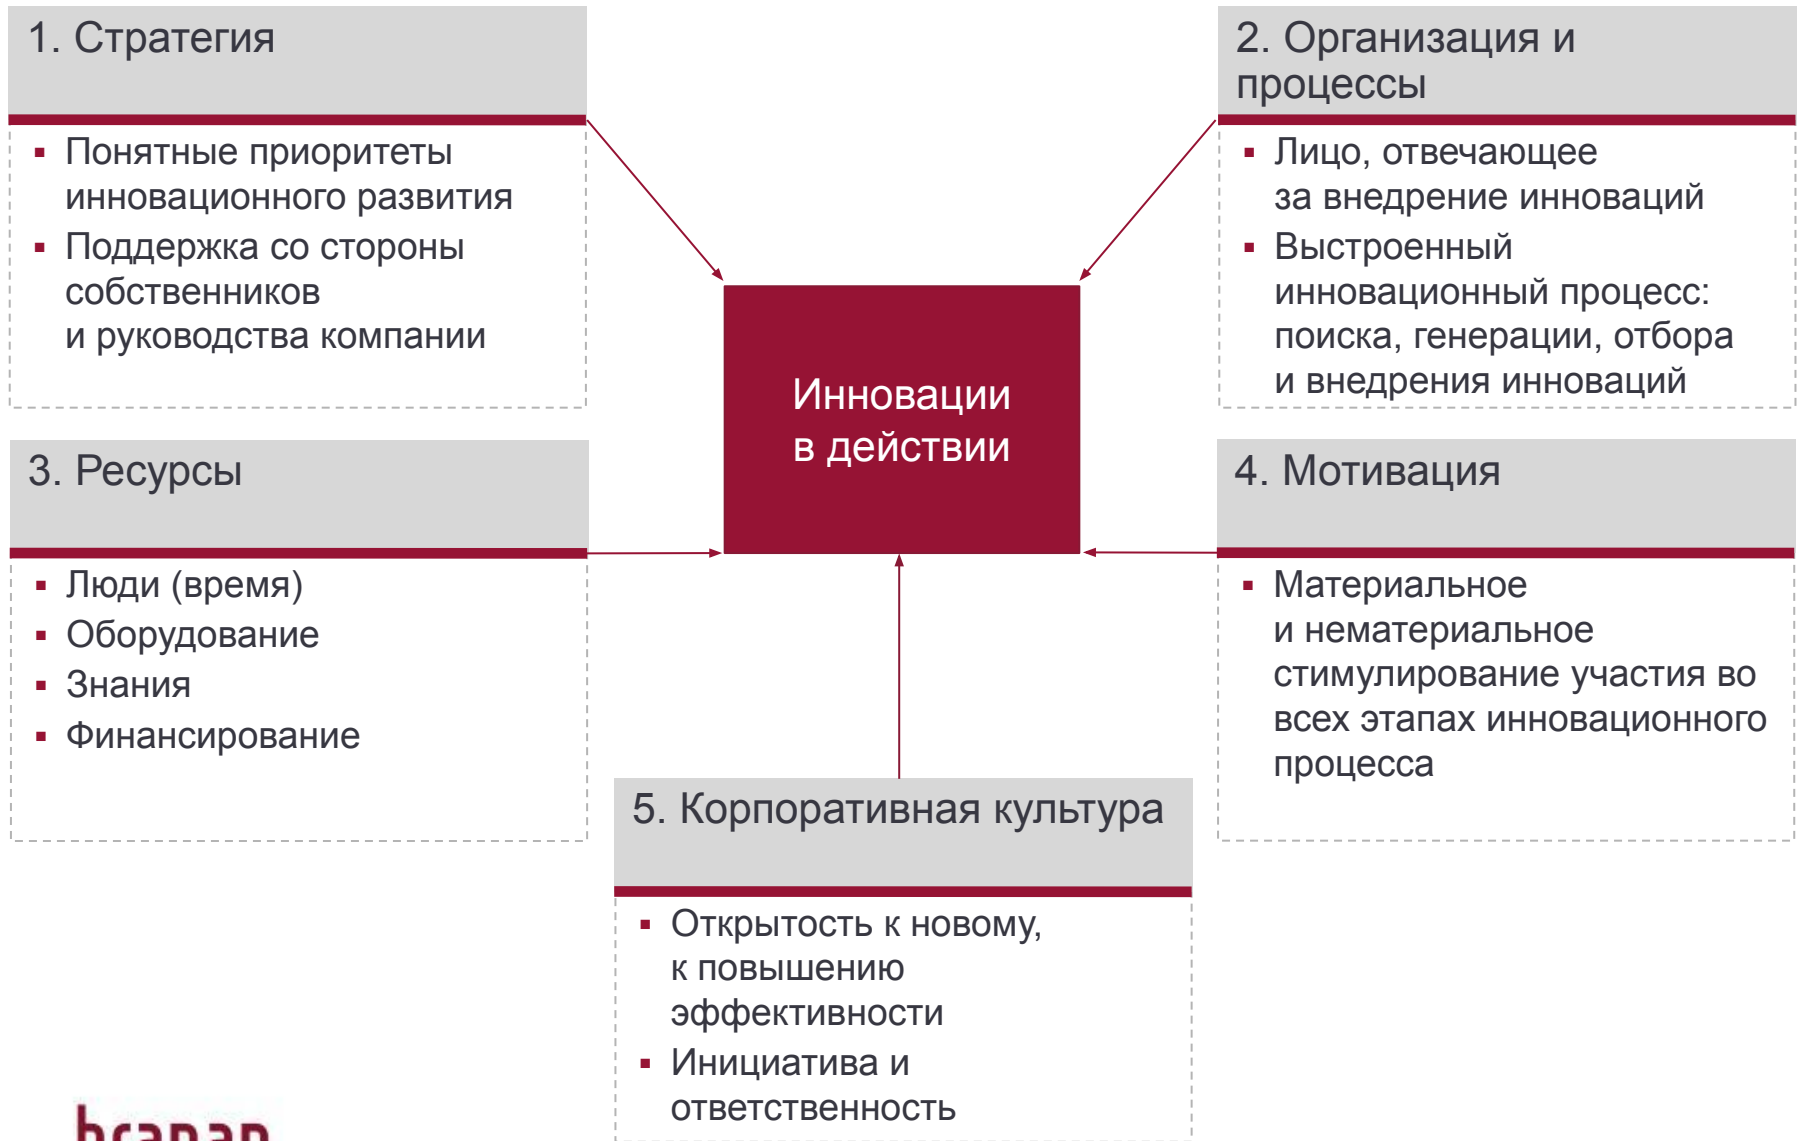 1. Стратегия
Понятные приоритеты
инновационного развития
Поддержка со стороны
собственников
и руководства компании
2. Организация и
процессы
Лицо, отвечающее
за внедрение инноваций
Выстроенный
инновационный процесс:
поиска, генерации, отбора
и внедрения инноваций
Инновации
в действии
3. Ресурсы
Люди (время)
Оборудование
Знания
Финансирование
4. Мотивация
Материальное
и нематериальное
стимулирование участия во
всех этапах инновационного
процесса
5. Корпоративная культура
Открытость к новому,
к повышению
эффективности
Инициатива и
ответственность